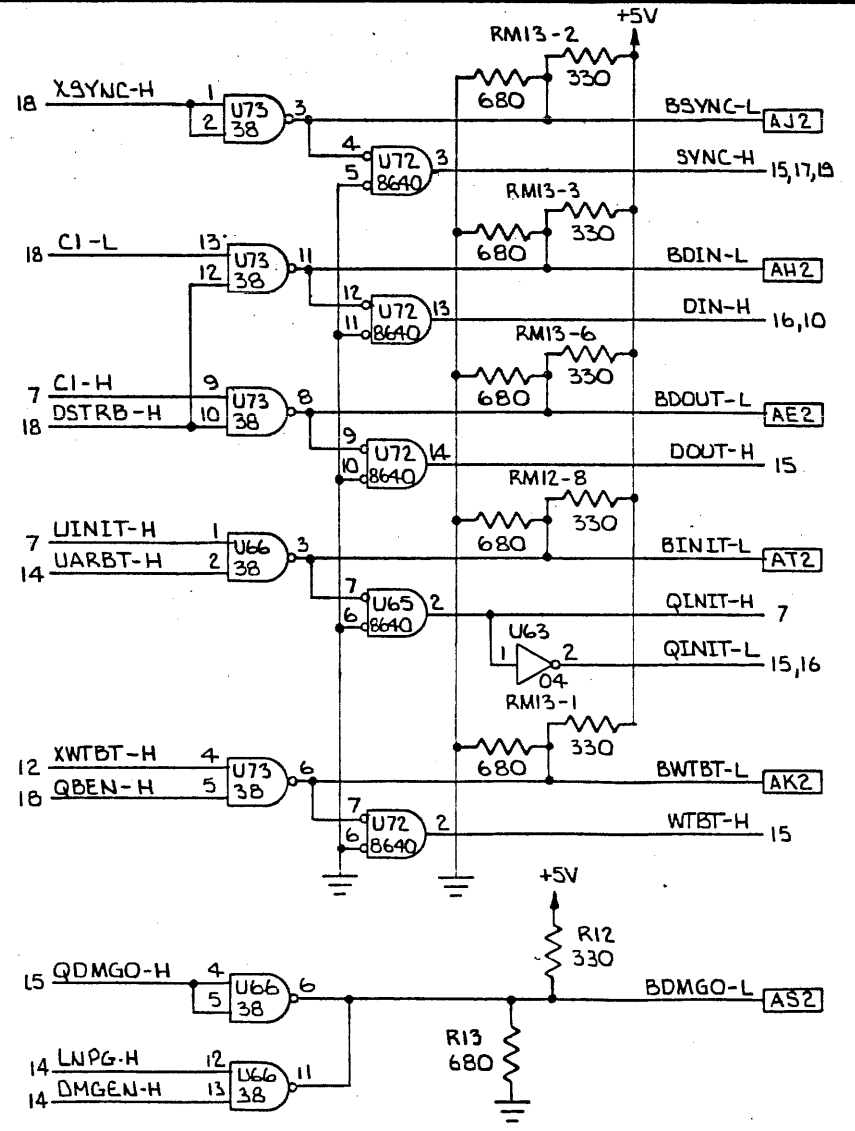 +5V
RM13-2
330
680
18 XSYNC-H 1
2
U73
38
3
BSYNC-L AJ2
4
5
U72
8640
3
SYNC-H 15,17,19
RM13-3
330
680
18 C1-L 13
12
U73
38
11
BDIN-L AH2
12
11
U72
8640
13
DIN-H 16,10
RM13-6
330
680
7 C1-H 9
18 DSTRB-H 10
U73
38
8
BDOUT-L AE2
9
10
U72
8640
14
DOUT-H 15
RM12-8
330
680
7 UINIT-H 1
14 UARBT-H 2
U66
38
3
BINIT-L AT2
7
6
U65
8640
2
QINIT-H 7
U63
1
2
04
QINIT-L 15,16
RM13-1
330
680
12 XWTBT-H 4
18 QBEN-H 5
U73
38
6
BWTBT-L AK2
7
6
U72
8640
2
WTBT-H 15
+5V
R12
330
15 QDMGO-H 4
5
U66
38
6
BDMGO-L AS2
R13
680
14 LNPG-H 12
14 DMGEN-H 13
U66
38
11